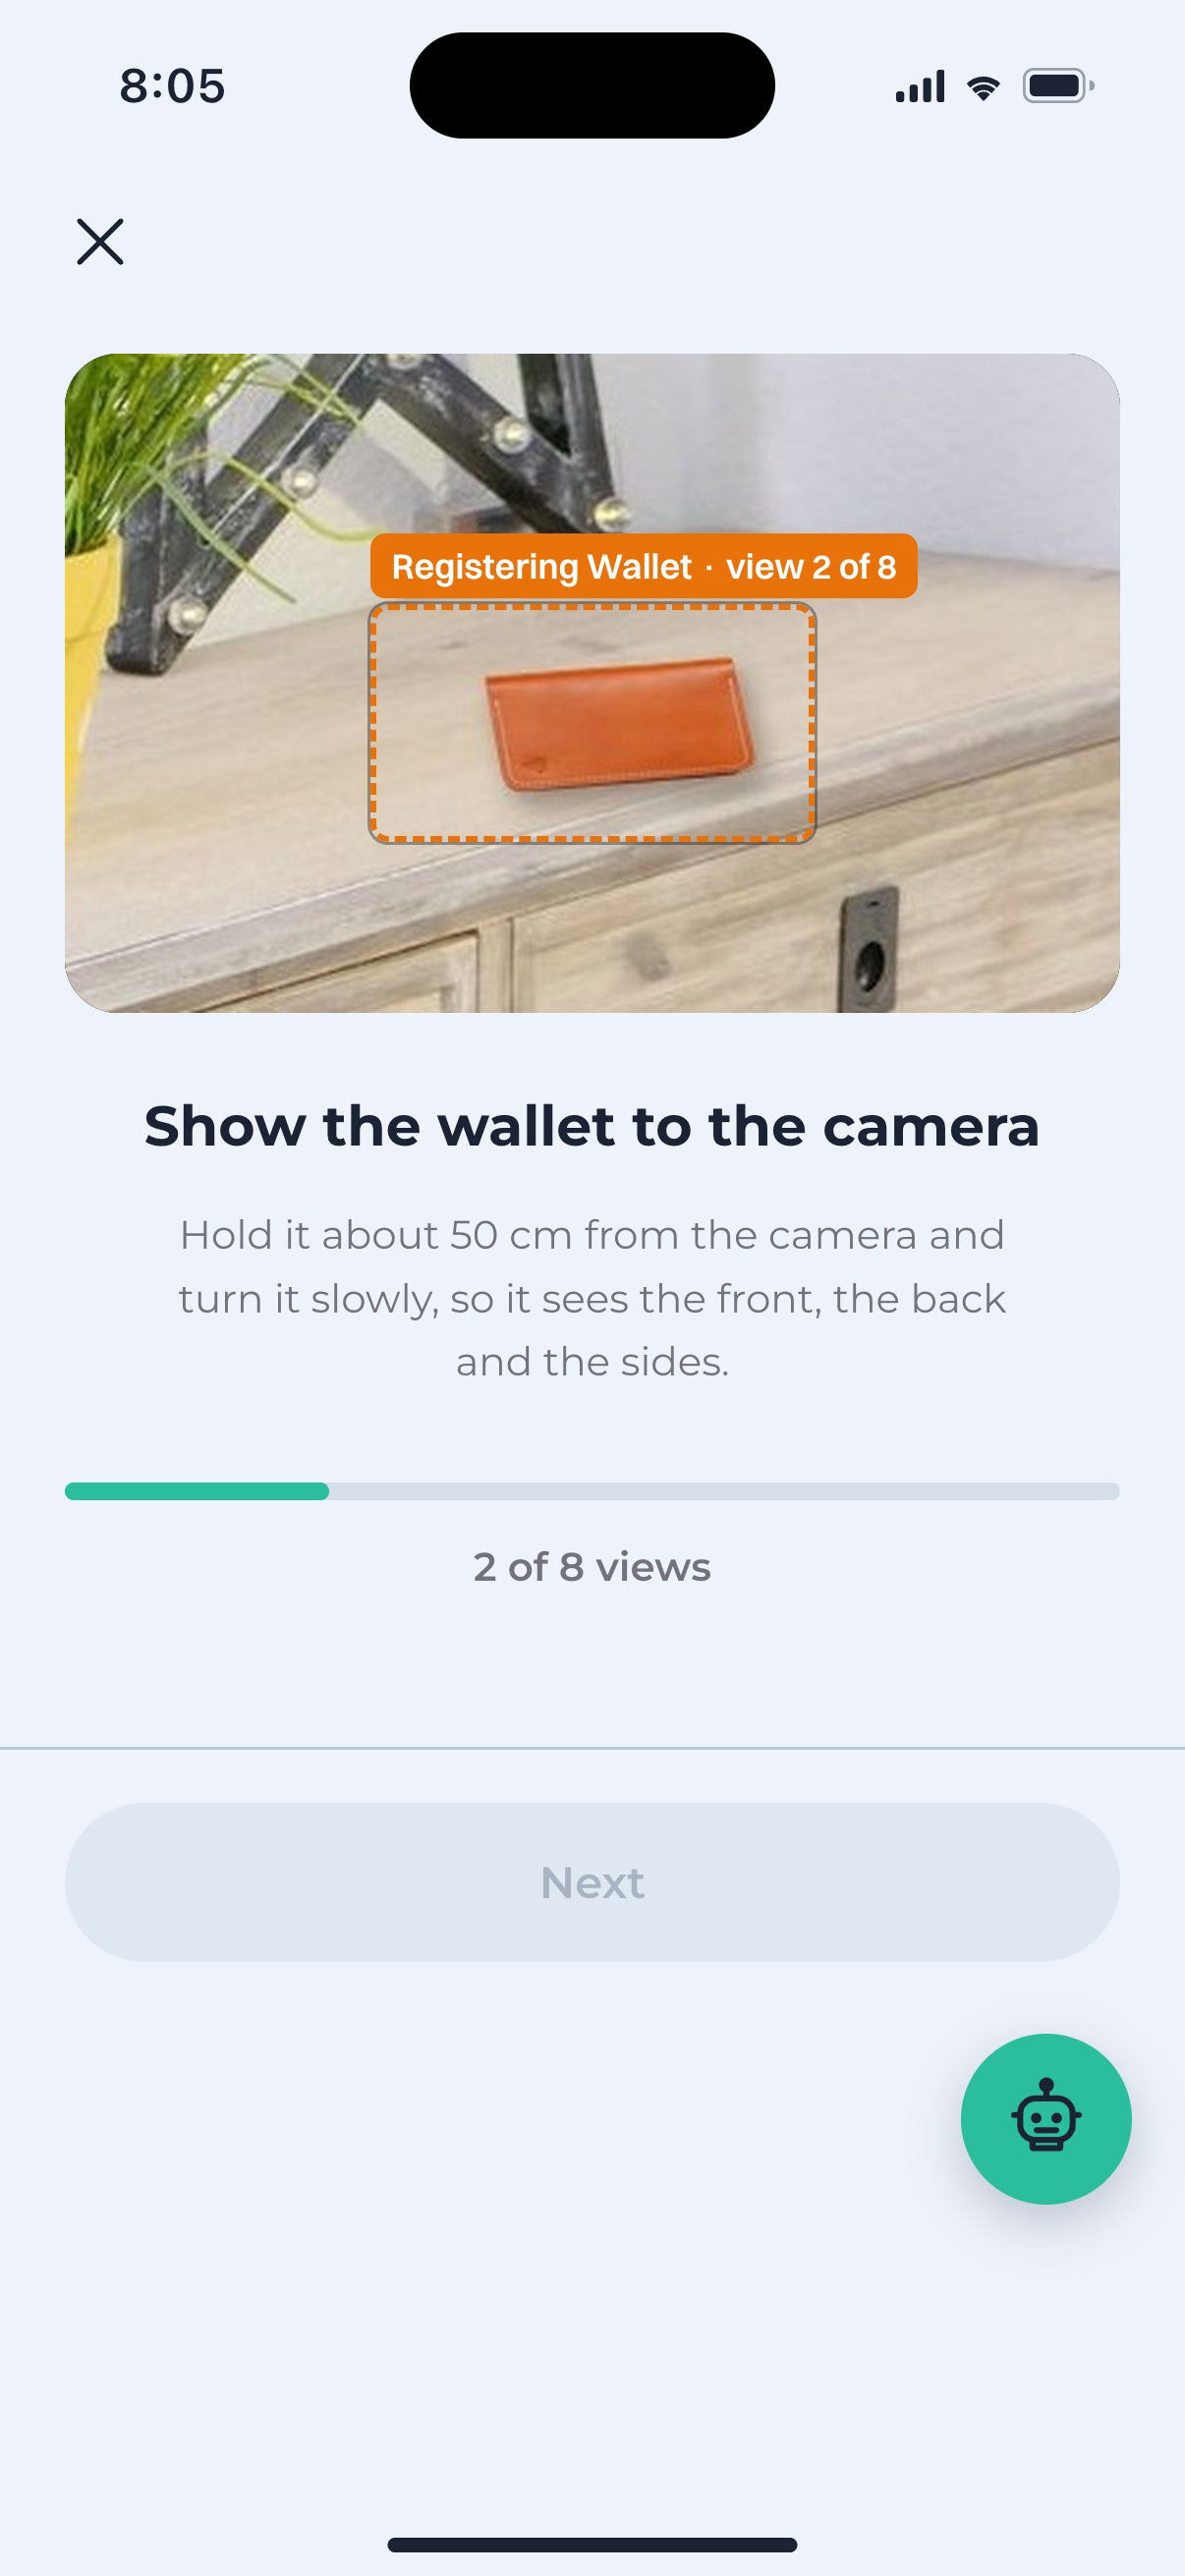 8:05
Registering Wallet · view 2 of 8
Show the wallet to the camera
Hold it about 50 cm from the camera and
turn it slowly, so it sees the front, the back
and the sides.
2 of 8 views
Next